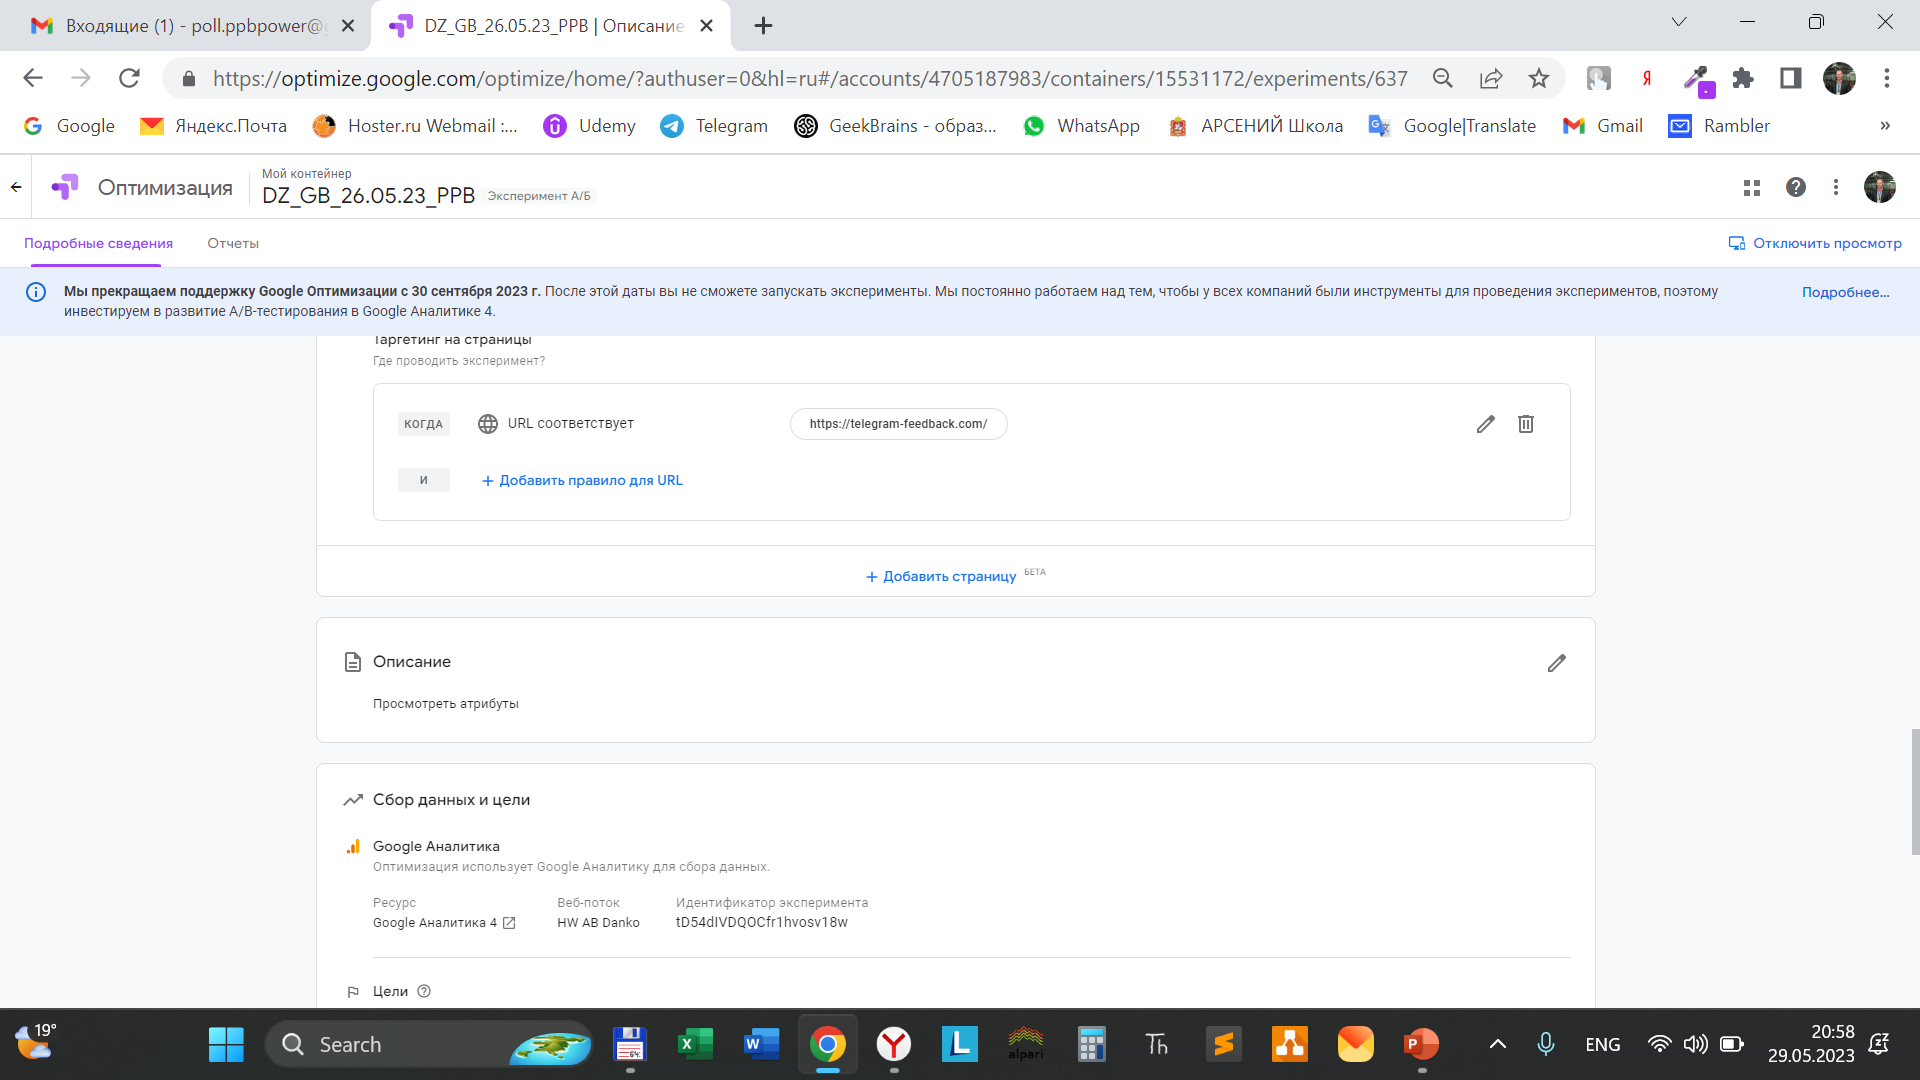 Входящие (1) - poll.ppbpower@g
DZ_GB_26.05.23_PPB | Описание
https://optimize.google.com/optimize/home/?authuser=0&hl=ru#/accounts/4705187983/containers/15531172/experiments/637
Google
Яндекс.Почта
Hoster.ru Webmail :...
Udemy
Telegram
GeekBrains - образ...
WhatsApp
АРСЕНИЙ Школа
Google|Translate
Gmail
Rambler
»
Оптимизация
Мой контейнер
DZ_GB_26.05.23_PPB Эксперимент А/Б
Подробные сведения
Отчеты
Отключить просмотр
Мы прекращаем поддержку Google Оптимизации с 30 сентября 2023 г. После этой даты вы не сможете запускать эксперименты. Мы постоянно работаем над тем, чтобы у всех компаний были инструменты для проведения экспериментов, поэтому
инвестируем в развитие A/B-тестирования в Google Аналитике 4.
Подробнее...
Таргетинг на страницы
Где проводить эксперимент?
КОГДА
URL соответствует
https://telegram-feedback.com/
И
+ Добавить правило для URL
+ Добавить страницу БЕТА
Описание
Просмотреть атрибуты
Сбор данных и цели
Google Аналитика
Оптимизация использует Google Аналитику для сбора данных.
Ресурс
Веб-поток
Идентификатор эксперимента
Google Аналитика 4
HW AB Danko
tD54dIVDQOCfr1hvosv18w
Цели
19°
Search
alpari
ENG
20:58
29.05.2023